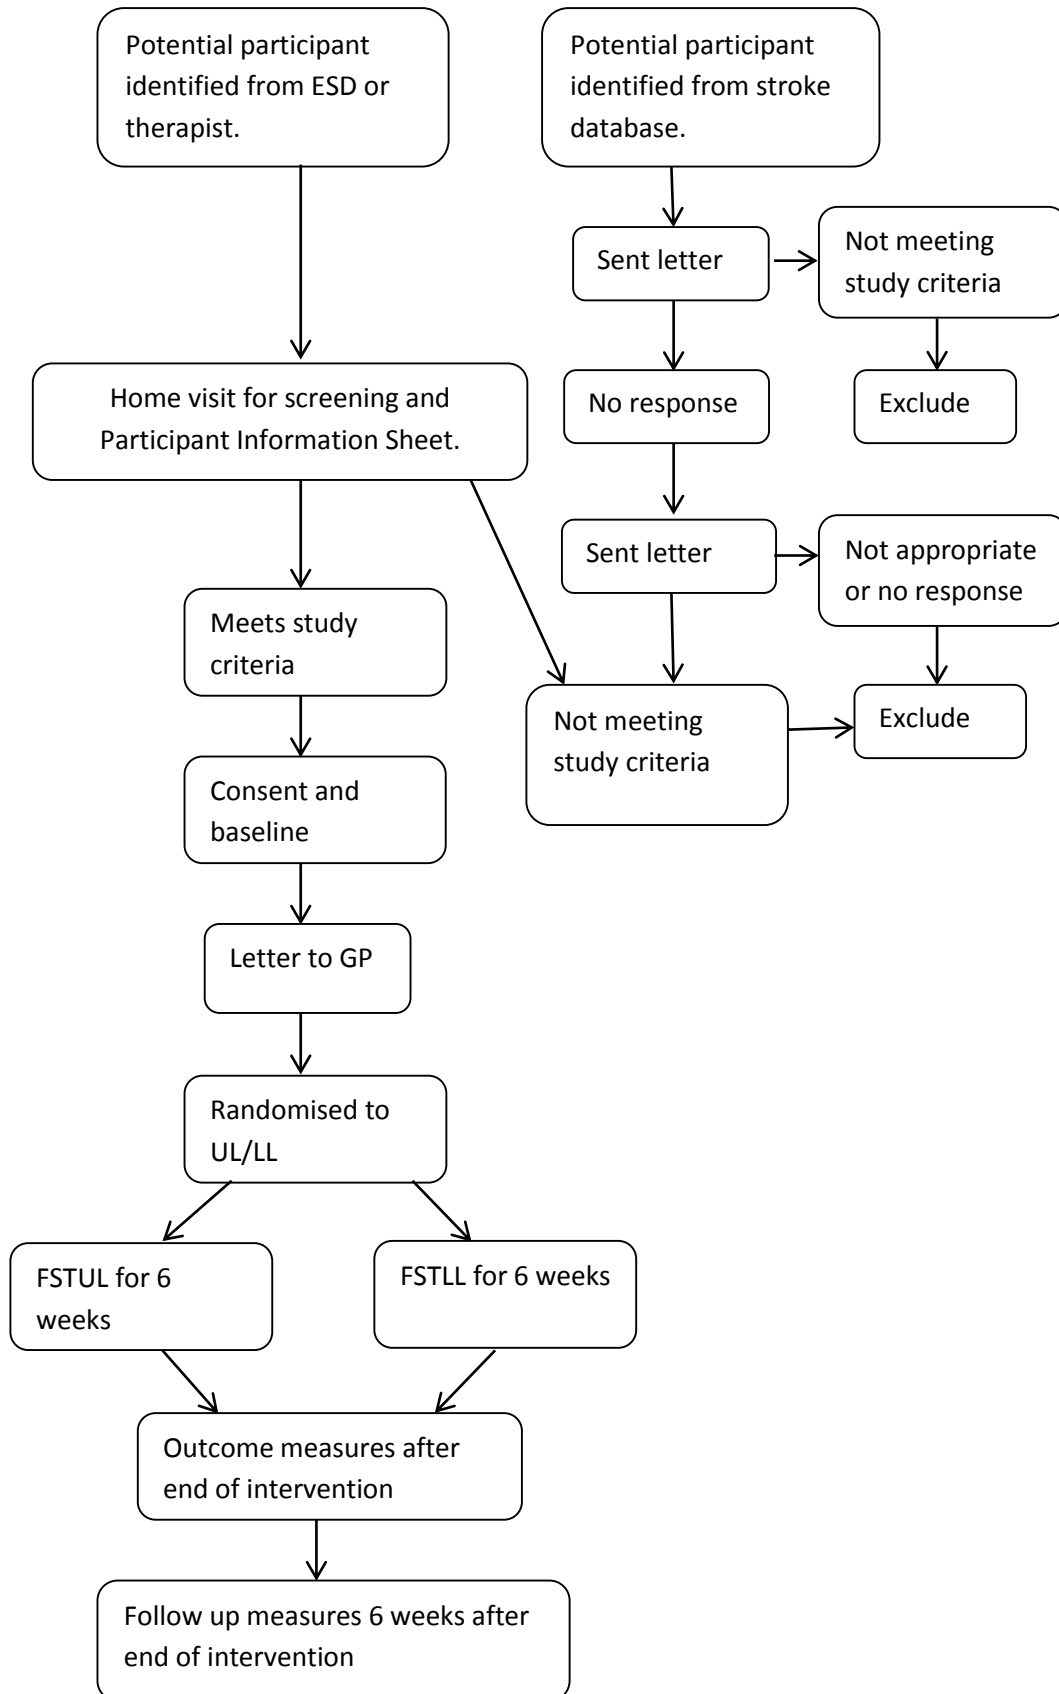 Potential participant
identified from ESD or
therapist.
Potential participant
identified from stroke
database.
Sent letter
Not meeting
study criteria
Home visit for screening and
Participant Information Sheet.
No response
Exclude
Sent letter
Not appropriate
or no response
Meets study
criteria
Not meeting
study criteria
Exclude
Consent and
baseline
Letter to GP
Randomised to
UL/LL
FSTUL for 6
weeks
FSTLL for 6 weeks
Outcome measures after
end of intervention
Follow up measures 6 weeks after
end of intervention